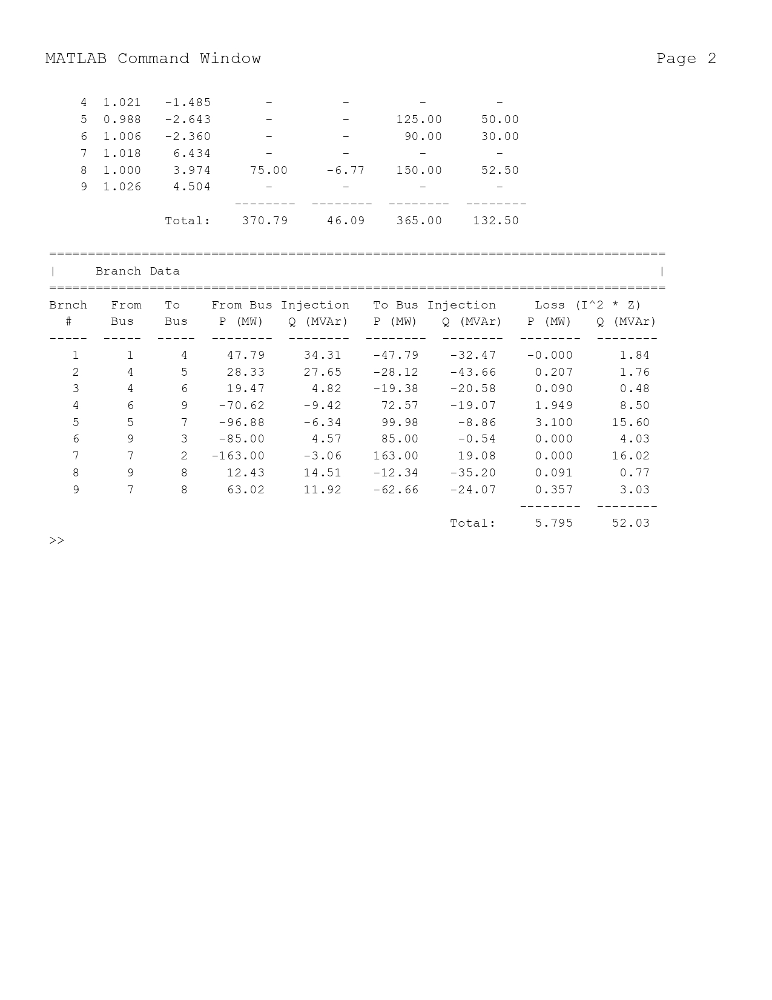 MATLAB Command Window Page 2
4 1.021 -1.485 - - - -
5 0.988 -2.643 - - 125.00 50.00
6 1.006 -2.360 - - 90.00 30.00
7 1.018 6.434 - - - -
8 1.000 3.974 75.00 -6.77 150.00 52.50
9 1.026 4.504 - - - -
-------- -------- -------- --------
Total: 370.79 46.09 365.00 132.50
================================================================================
| Branch Data |
================================================================================
Brnch From To From Bus Injection To Bus Injection Loss (I^2 * Z)
# Bus Bus P (MW) Q (MVAr) P (MW) Q (MVAr) P (MW) Q (MVAr)
----- ----- ----- -------- -------- -------- -------- -------- --------
1 1 4 47.79 34.31 -47.79 -32.47 -0.000 1.84
2 4 5 28.33 27.65 -28.12 -43.66 0.207 1.76
3 4 6 19.47 4.82 -19.38 -20.58 0.090 0.48
4 6 9 -70.62 -9.42 72.57 -19.07 1.949 8.50
5 5 7 -96.88 -6.34 99.98 -8.86 3.100 15.60
6 9 3 -85.00 4.57 85.00 -0.54 0.000 4.03
7 7 2 -163.00 -3.06 163.00 19.08 0.000 16.02
8 9 8 12.43 14.51 -12.34 -35.20 0.091 0.77
9 7 8 63.02 11.92 -62.66 -24.07 0.357 3.03
-------- --------
Total: 5.795 52.03
>>